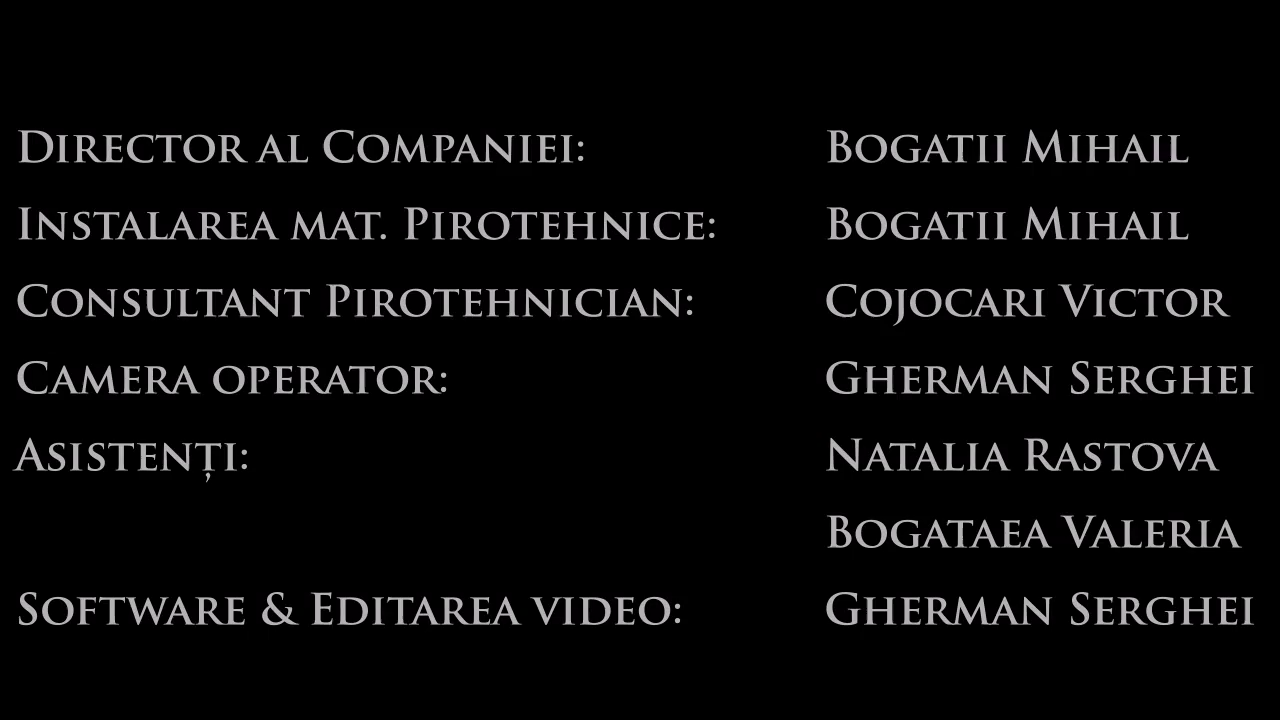 Director al Companiei: Bogatii Mihail
Instalarea mat. Pirotehnice: Bogatii Mihail
Consultant Pirotehnician: Cojocari Victor
Camera operator: Gherman Serghei
Asistenți: Natalia Rastova
Bogataea Valeria
Software & Editarea video: Gherman Serghei